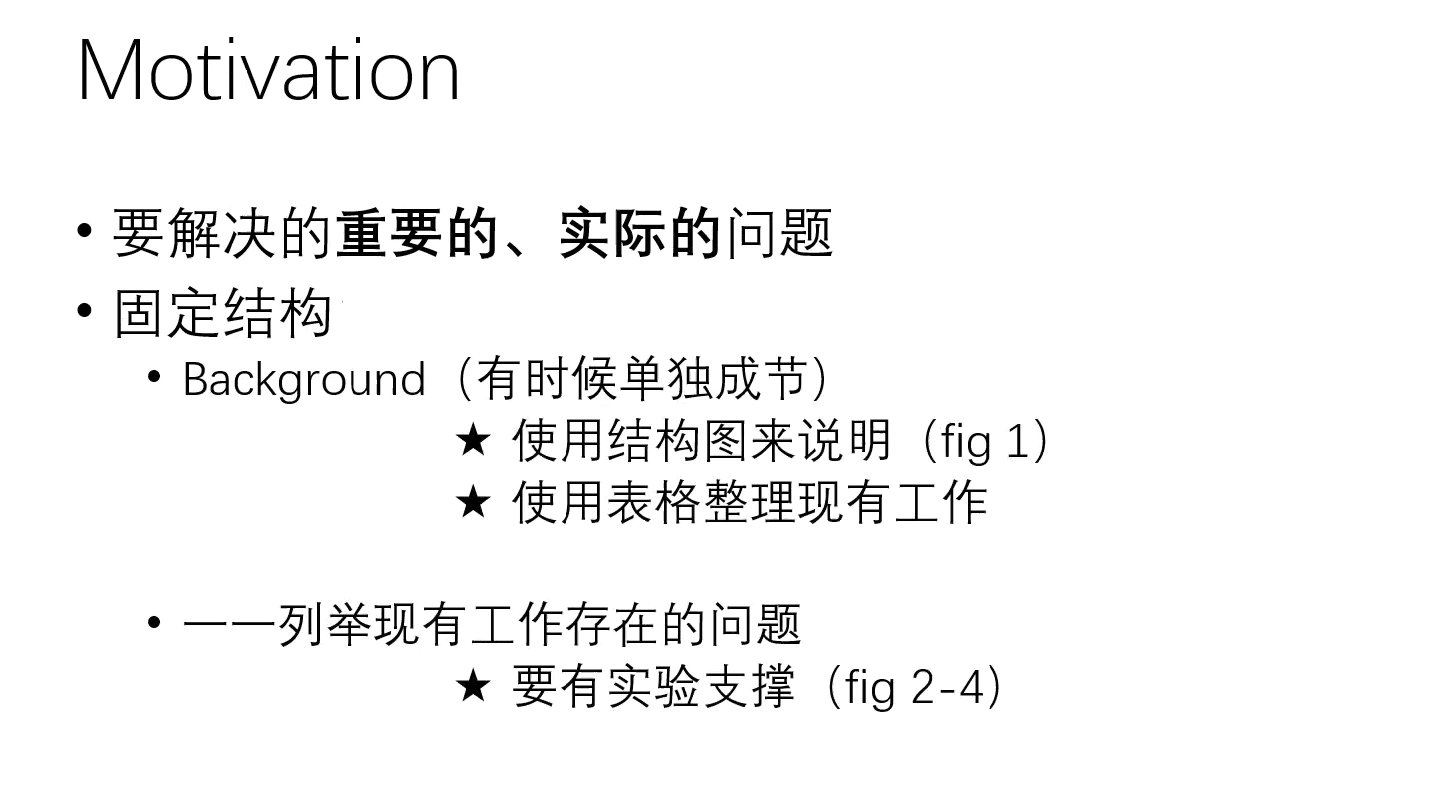 Motivation
• 要解决的重要的、实际的问题
• 固定结构
• Background（有时候单独成节）
★ 使用结构图来说明（fig 1）
★ 使用表格整理现有工作
• 一一列举现有工作存在的问题
★ 要有实验支撑（fig 2-4）